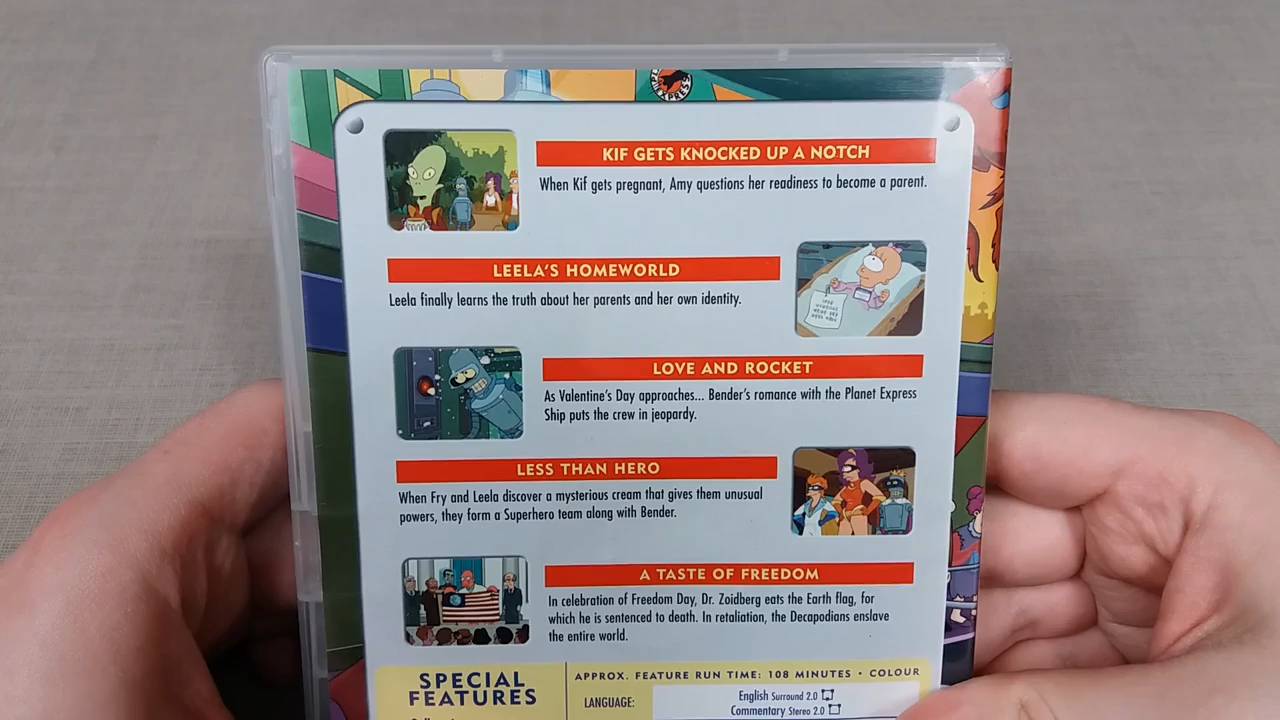 EXPRESS
KIF GETS KNOCKED UP A NOTCH
When Kif gets pregnant, Amy questions her readiness to become a parent.
LEELA'S HOMEWORLD
Leela finally learns the truth about her parents and her own identity.
LOVE AND ROCKET
As Valentine's Day approaches... Bender's romance with the Planet Express
Ship puts the crew in jeopardy.
LESS THAN HERO
When Fry and Leela discover a mysterious cream that gives them unusual
powers, they form a Superhero team along with Bender.
A TASTE OF FREEDOM
In celebration of Freedom Day, Dr. Zoidberg eats the Earth flag, for
which he is sentenced to death. In retaliation, the Decapodians enslave
the entire world.
SPECIAL
FEATURES
APPROX. FEATURE RUN TIME: 108 MINUTES • COLOUR
LANGUAGE:
English Surround 2.0
Commentary Stereo 2.0